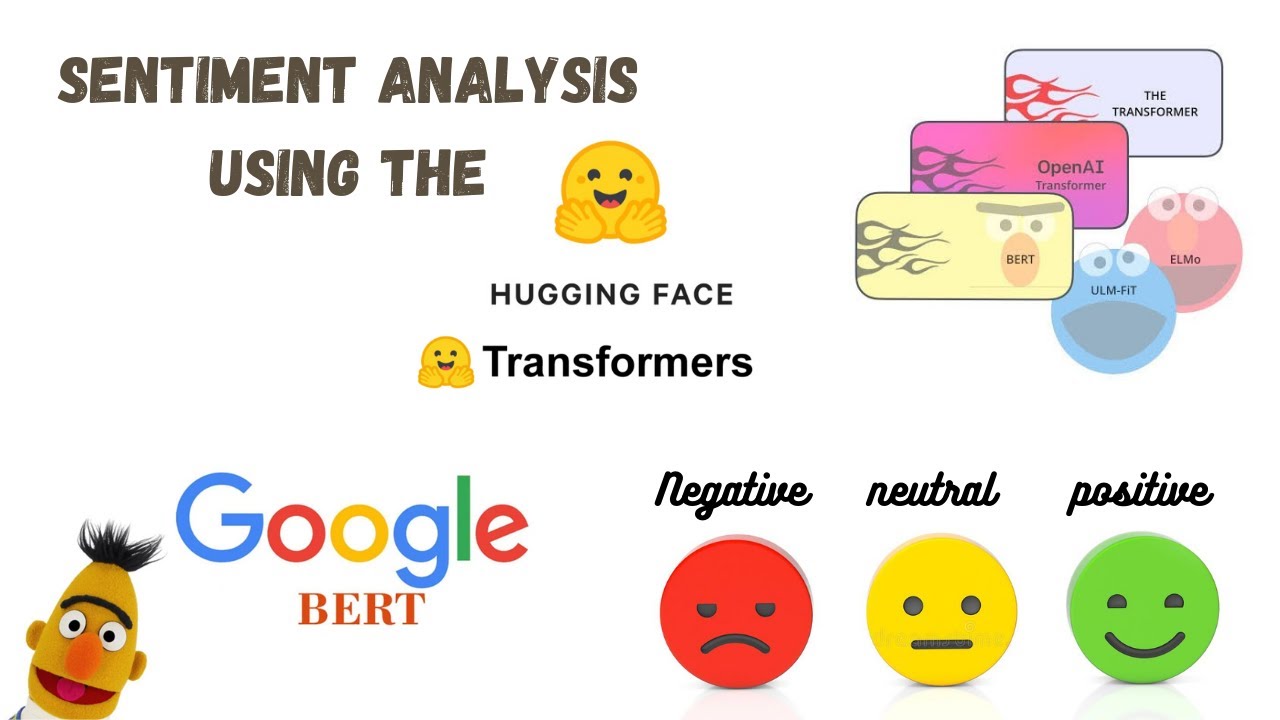 SENTIMENT ANALYSIS
USING THE
HUGGING FACE
Transformers
THE
TRANSFORMER
OpenAI
Transformer
BERT
ELMo
ULM-FiT
Google
BERT
Negative neutral positive